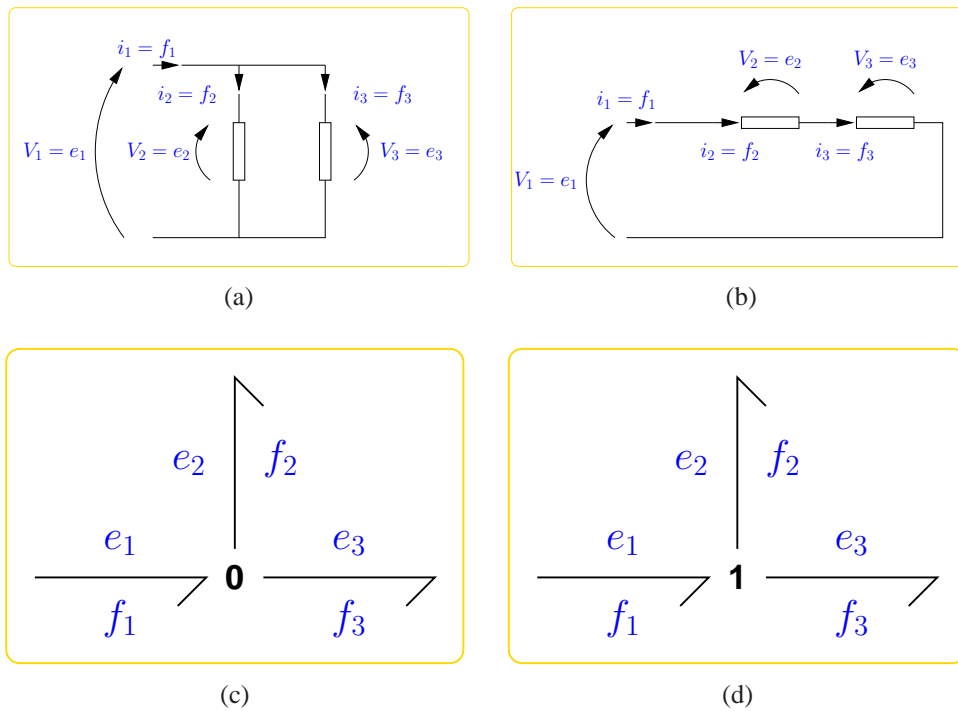 i₁ = f₁
i₂ = f₂
i₃ = f₃
V₁ = e₁
V₂ = e₂
V₃ = e₃
(a)
V₂ = e₂
V₃ = e₃
i₁ = f₁
i₂ = f₂
i₃ = f₃
V₁ = e₁
(b)
e₂ f₂
e₁ e₃
0
f₁ f₃
(c)
e₂ f₂
e₁ e₃
1
f₁ f₃
(d)